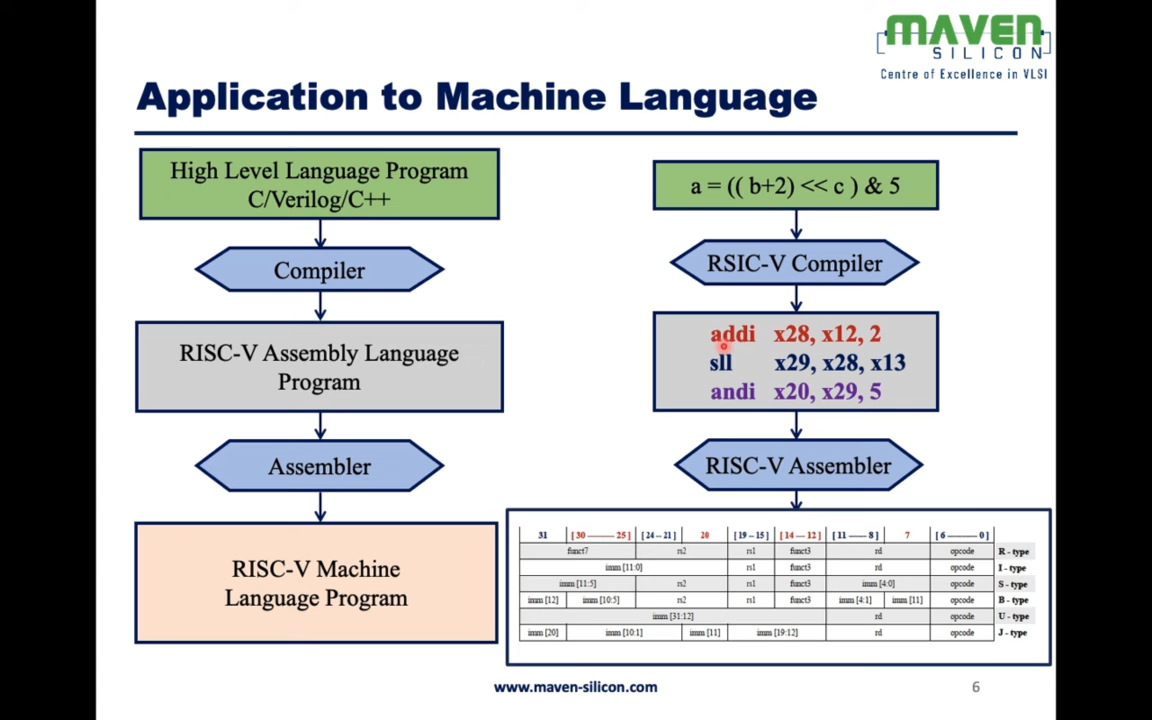 MAVEN
SILICON
Centre of Excellence in VLSI
Application to Machine Language
High Level Language Program
C/Verilog/C++
Compiler
RISC-V Assembly Language
Program
Assembler
RISC-V Machine
Language Program
a = (( b+2) << c ) & 5
RSIC-V Compiler
addi x28, x12, 2
sll x29, x28, x13
andi x20, x29, 5
RISC-V Assembler
31 [ 30 —— 25] [24 – 21] 20 [19 – 15] [14 — 12] [11 —– 8] 7 [6 —— 0]
funct7 rs2 rs1 funct3 rd opcode R - type
imm [11:0] rs1 funct3 rd opcode I - type
imm [11:5] rs2 rs1 funct3 imm [4:0] opcode S - type
imm [12] imm [10:5] rs2 rs1 funct3 imm [4:1] imm [11] opcode B - type
imm [31:12] rd opcode U - type
imm [20] imm [10:1] imm [11] imm [19:12] rd opcode J - type
www.maven-silicon.com
6